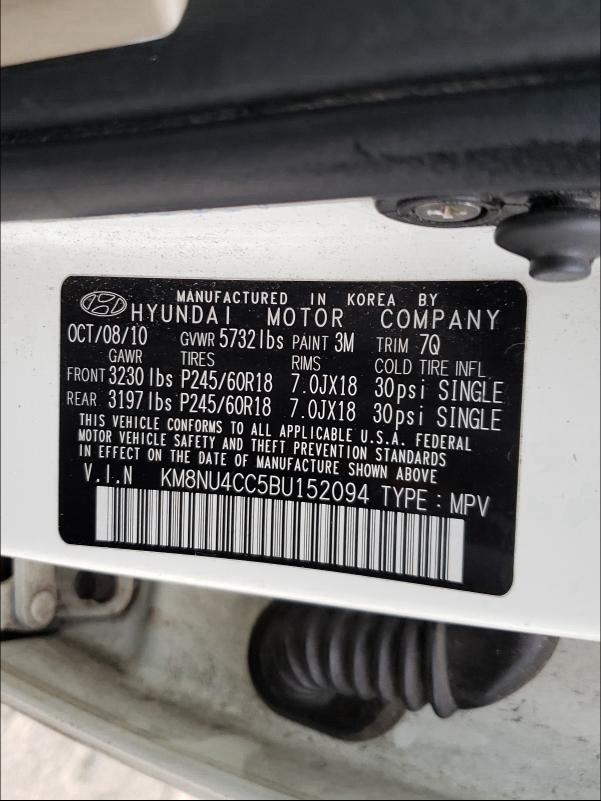 MANUFACTURED IN KOREA BY
HYUNDAI MOTOR COMPANY
OCT/08/10 GVWR 5732lbs PAINT 3M TRIM 7Q
GAWR TIRES RIMS COLD TIRE INFL.
FRONT 3230lbs P245/60R18 7.0JX18 30psi SINGLE
REAR 3197lbs P245/60R18 7.0JX18 30psi SINGLE
THIS VEHICLE CONFORMS TO ALL APPLICABLE U.S.A. FEDERAL
MOTOR VEHICLE SAFETY AND THEFT PREVENTION STANDARDS
IN EFFECT ON THE DATE OF MANUFACTURE SHOWN ABOVE
V.I.N KM8NU4CC5BU152094 TYPE : MPV